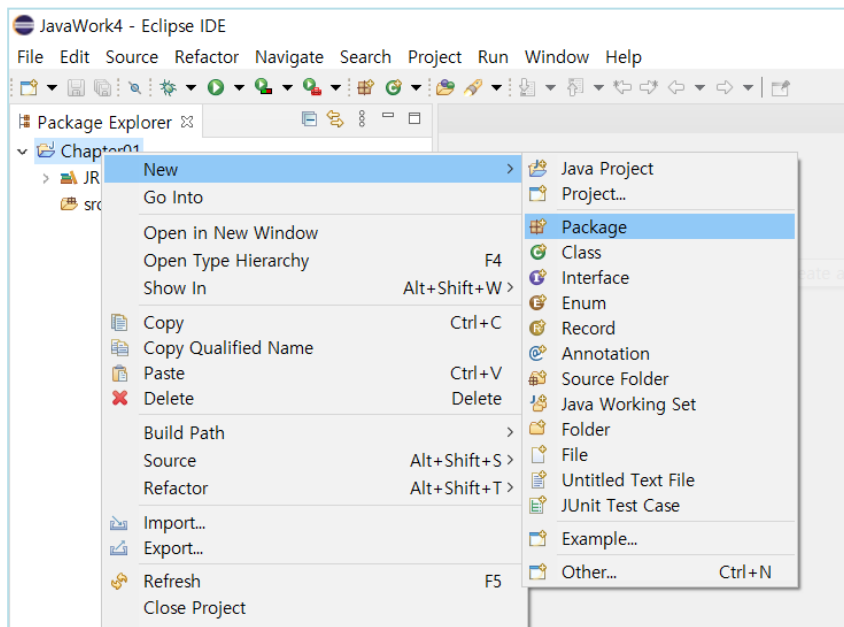 JavaWork4 - Eclipse IDE
File Edit Source Refactor Navigate Search Project Run Window Help
Package Explorer
Chapter01
JR
src
New
Go Into
Open in New Window
Open Type Hierarchy F4
Show In Alt+Shift+W
Copy Ctrl+C
Copy Qualified Name
Paste Ctrl+V
Delete Delete
Build Path
Source Alt+Shift+S
Refactor Alt+Shift+T
Import...
Export...
Refresh F5
Close Project
Java Project
Project...
Package
Class
Interface
Enum
Record
Annotation
Source Folder
Java Working Set
Folder
File
Untitled Text File
JUnit Test Case
Example...
Other... Ctrl+N